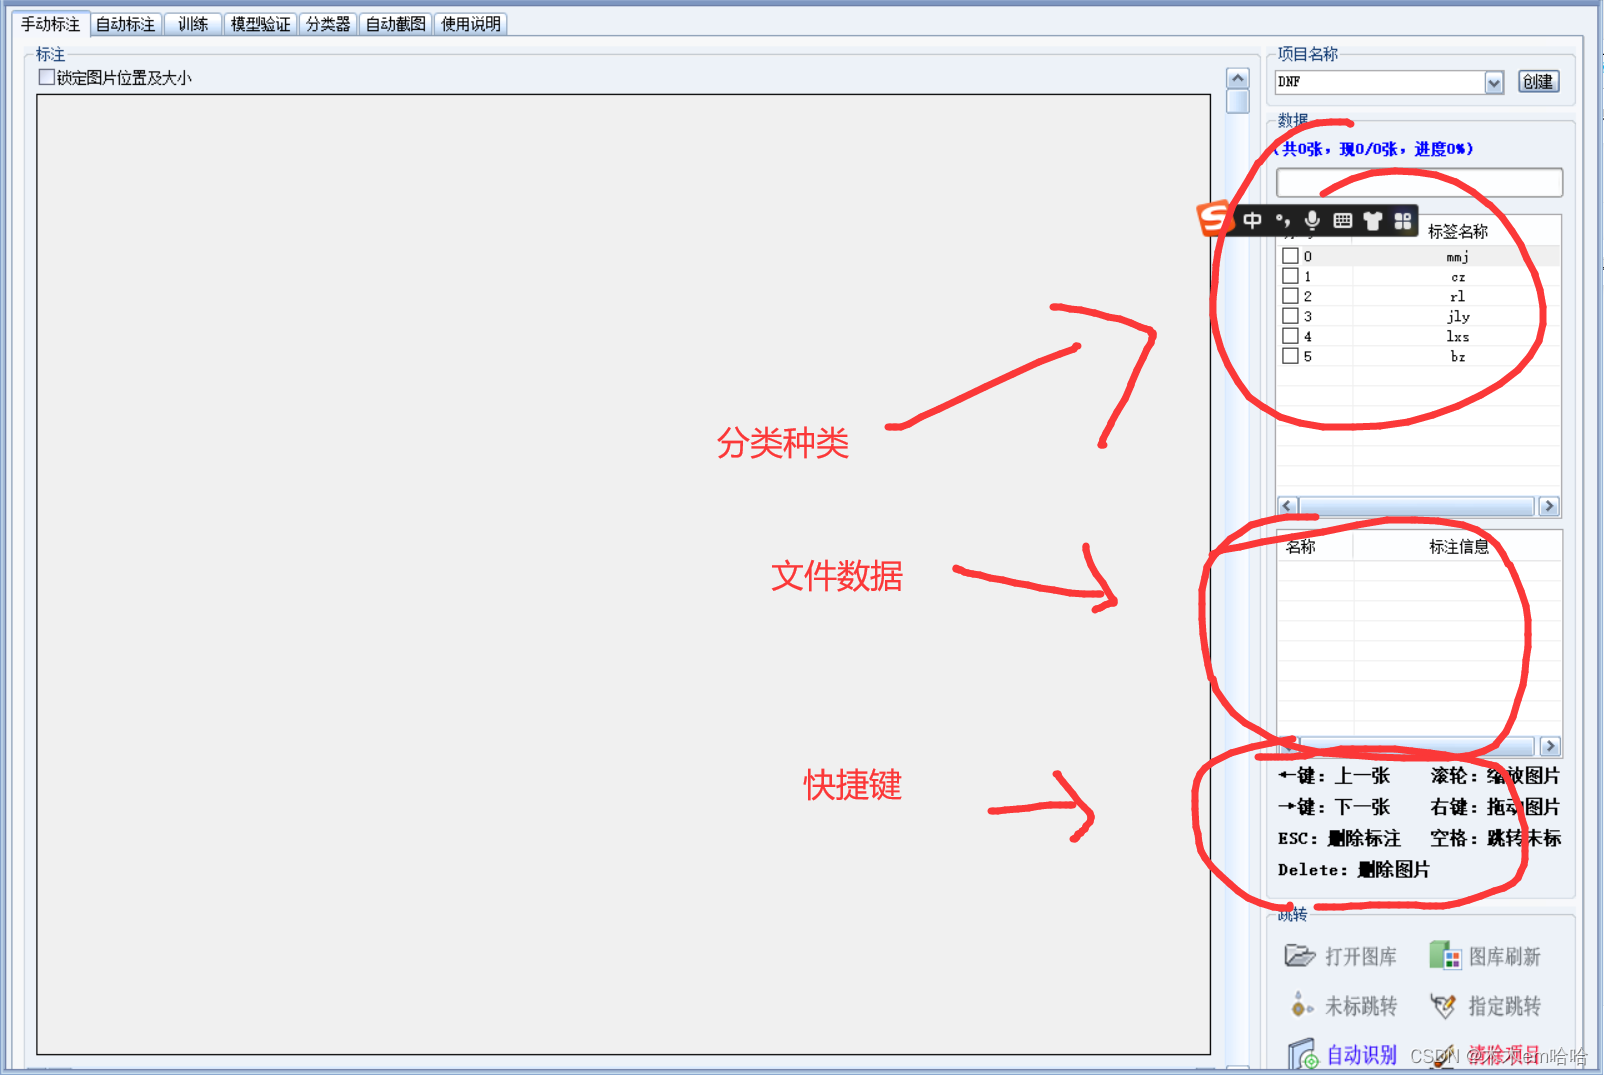 手动标注 自动标注 训练 模型验证 分类器 自动截图 使用说明
标注
锁定图片位置及大小
项目名称
DNF
创建
数据
(共0张，现0/0张，进度0%)
中
标签名称
0 mmj
1 cz
2 rl
3 jly
4 lxs
5 bz
分类种类
名称 标注信息
文件数据
快捷键
←键：上一张 滚轮：缩放图片
→键：下一张 右键：拖动图片
ESC：删除标注 空格：跳转未标
Delete：删除图片
跳转
打开图库 图库刷新
未标跳转 指定跳转
自动识别 清除项目
CSDN